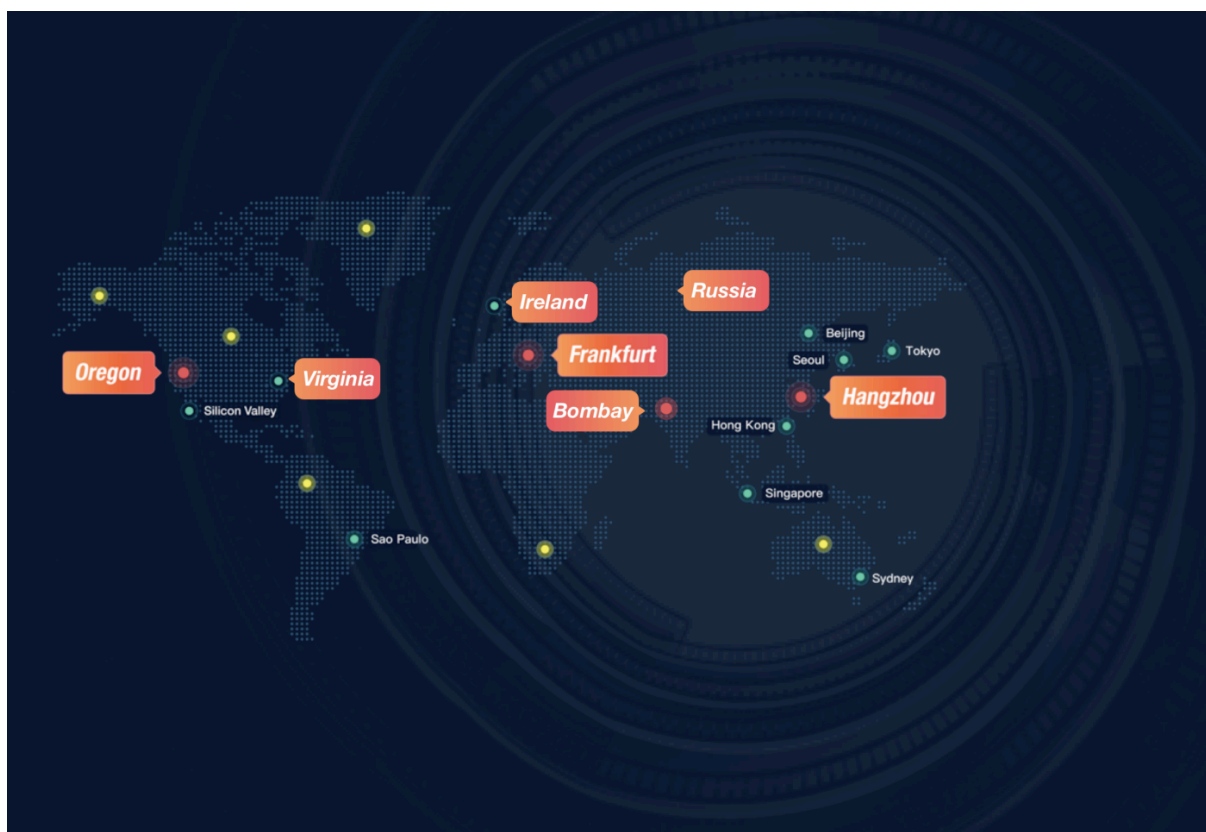 Russia
Ireland
Beijing
Frankfurt
Seoul
Tokyo
Oregon
Virginia
Hangzhou
Silicon Valley
Bombay
Hong Kong
Singapore
Sao Paulo
Sydney